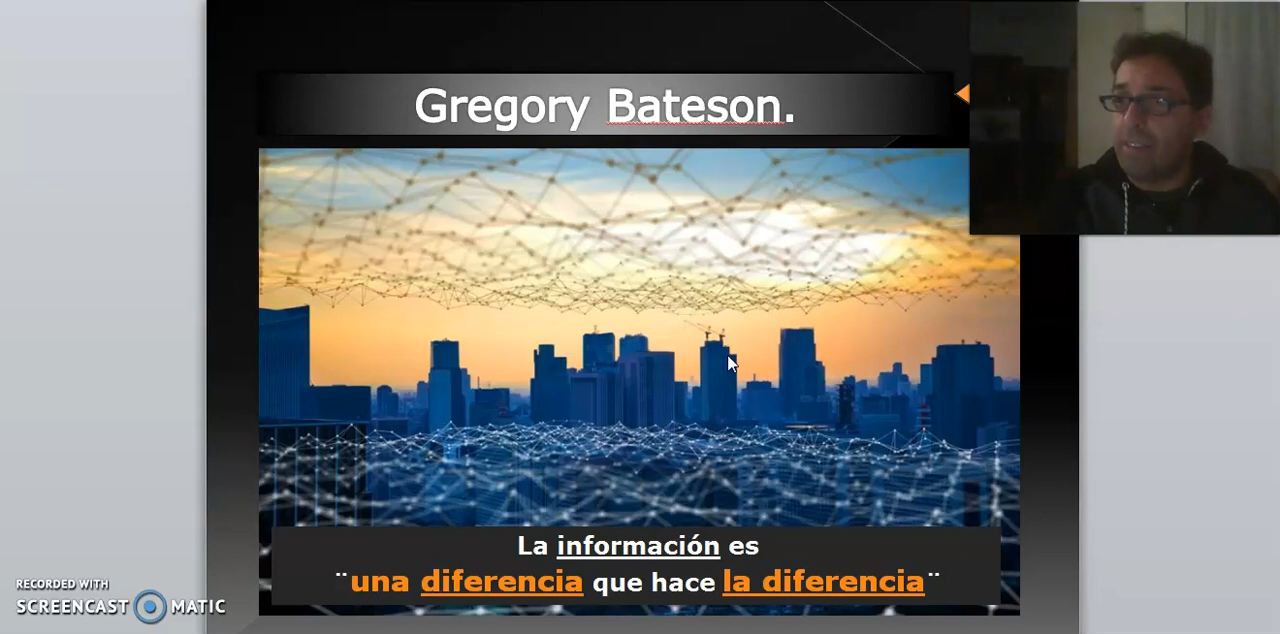 Gregory Bateson.
La información es
¨una diferencia que hace la diferencia¨
RECORDED WITH
SCREENCAST MATIC